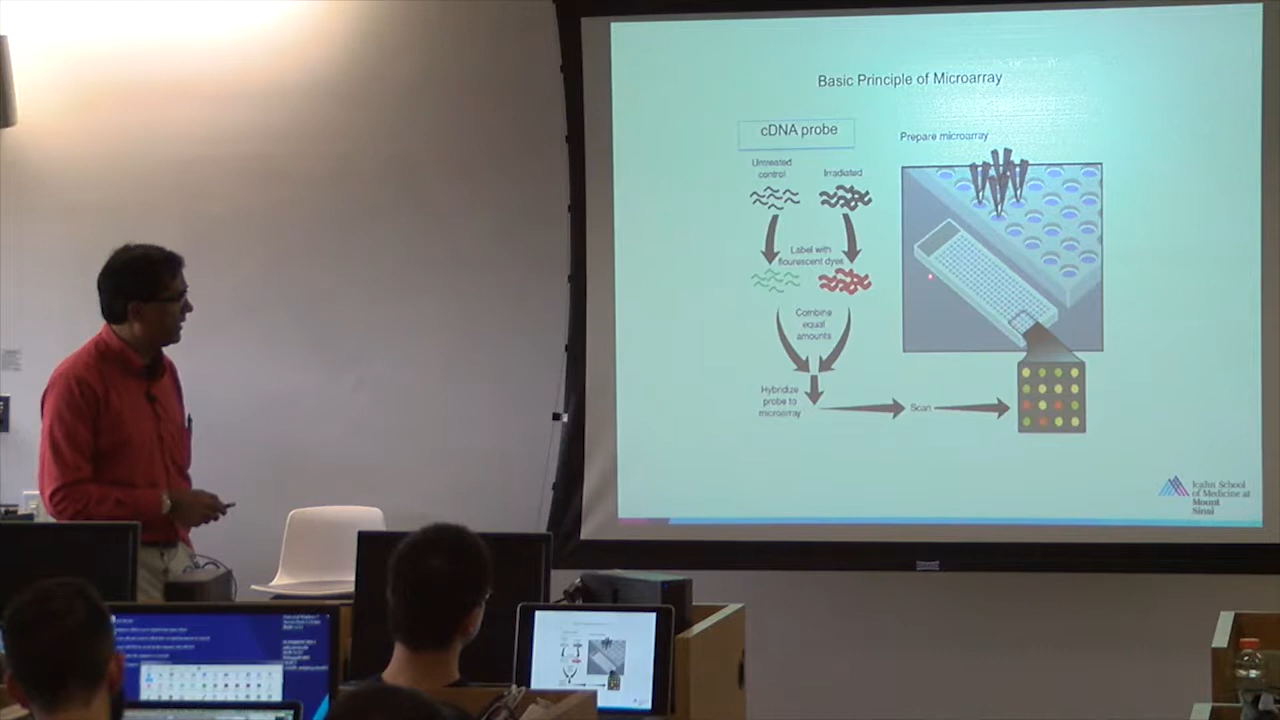 Basic Principle of Microarray
cDNA probe
Untreated
control
Irradiated
Label with
flourescent dyes
Combine
equal
amounts
Hybridize
probe to
microarray
Scan
Prepare microarray
Icahn School
of Medicine at
Mount
Sinai